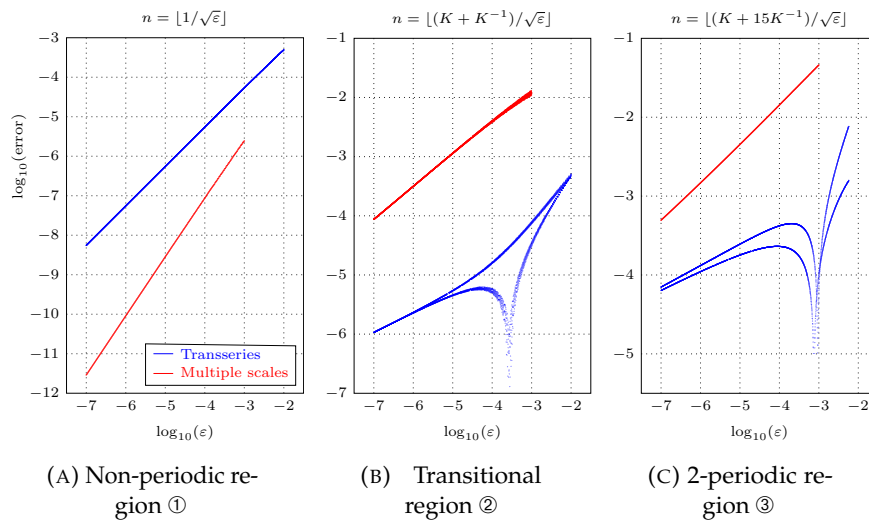 n = ⌊1/√ε⌋
n = ⌊(K + K⁻¹)/√ε⌋
n = ⌊(K + 15K⁻¹)/√ε⌋
log₁₀(error)
−3
−4
−5
−6
−7
−8
−9
−10
−11
−12
Transseries
Multiple scales
−7 −6 −5 −4 −3 −2
log₁₀(ε)
−1
−2
−3
−4
−5
−6
−7
−7 −6 −5 −4 −3 −2
log₁₀(ε)
−1
−2
−3
−4
−5
−7 −6 −5 −4 −3 −2
log₁₀(ε)
(A) Non-periodic re-
gion ①
(B) Transitional
region ②
(C) 2-periodic re-
gion ③